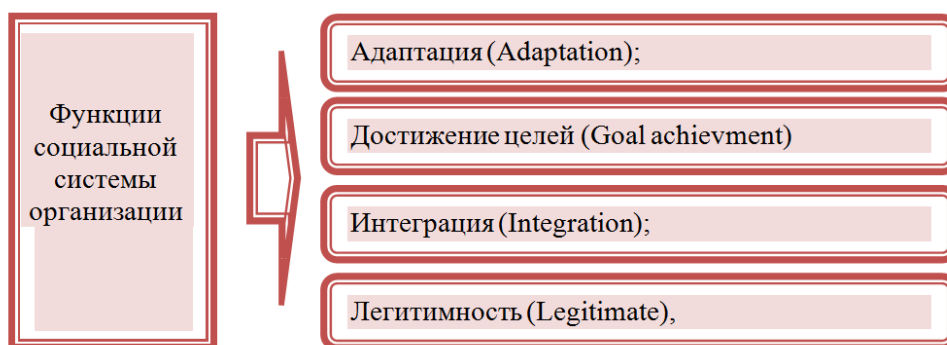 Функции
социальной
системы
организации
Адаптация (Adaptation);
Достижение целей (Goal achievment)
Интеграция (Integration);
Легитимность (Legitimate),